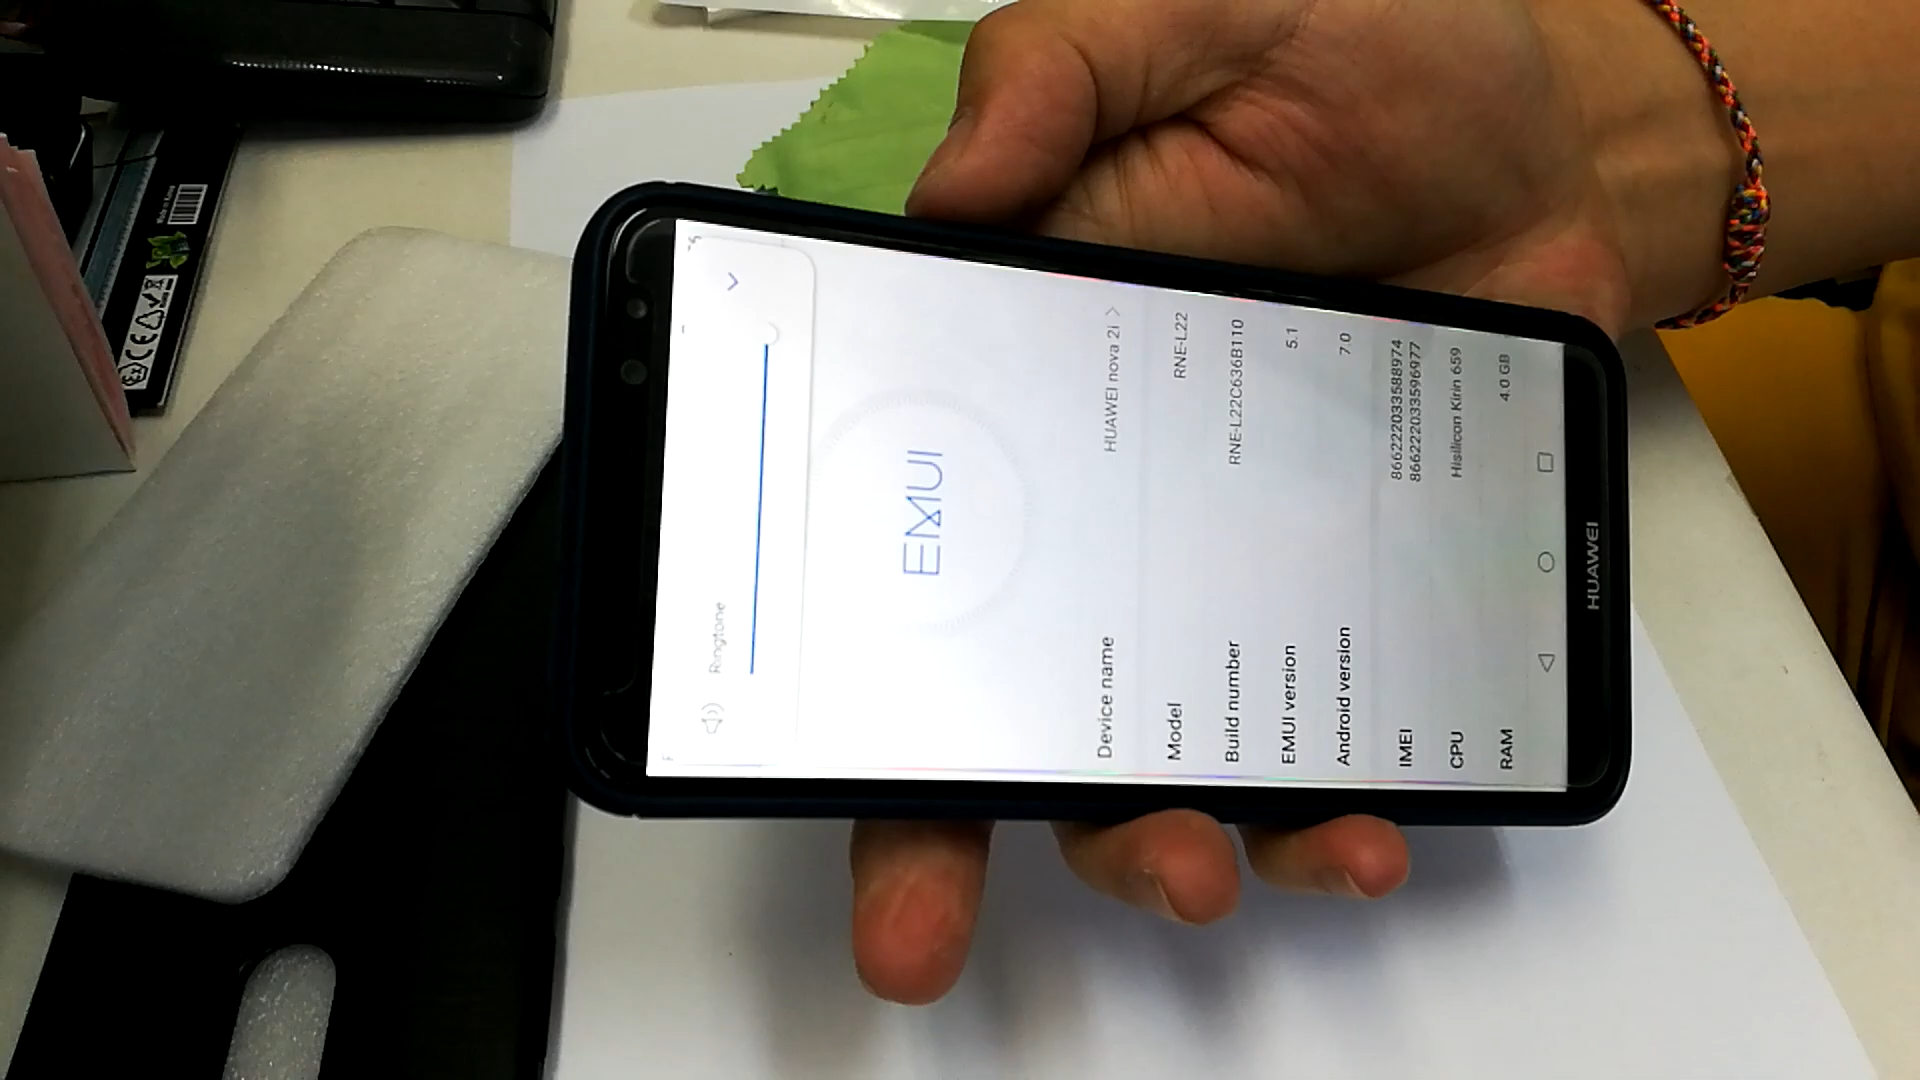 Ringtone
EMUI
Device name HUAWEI nova 2i
Model RNE-L22
Build number RNE-L22C636B110
EMUI version 5.1
Android version 7.0
IMEI 866222033588974
866222033596977
CPU Hisilicon Kirin 659
RAM 4.0 GB
HUAWEI
CE